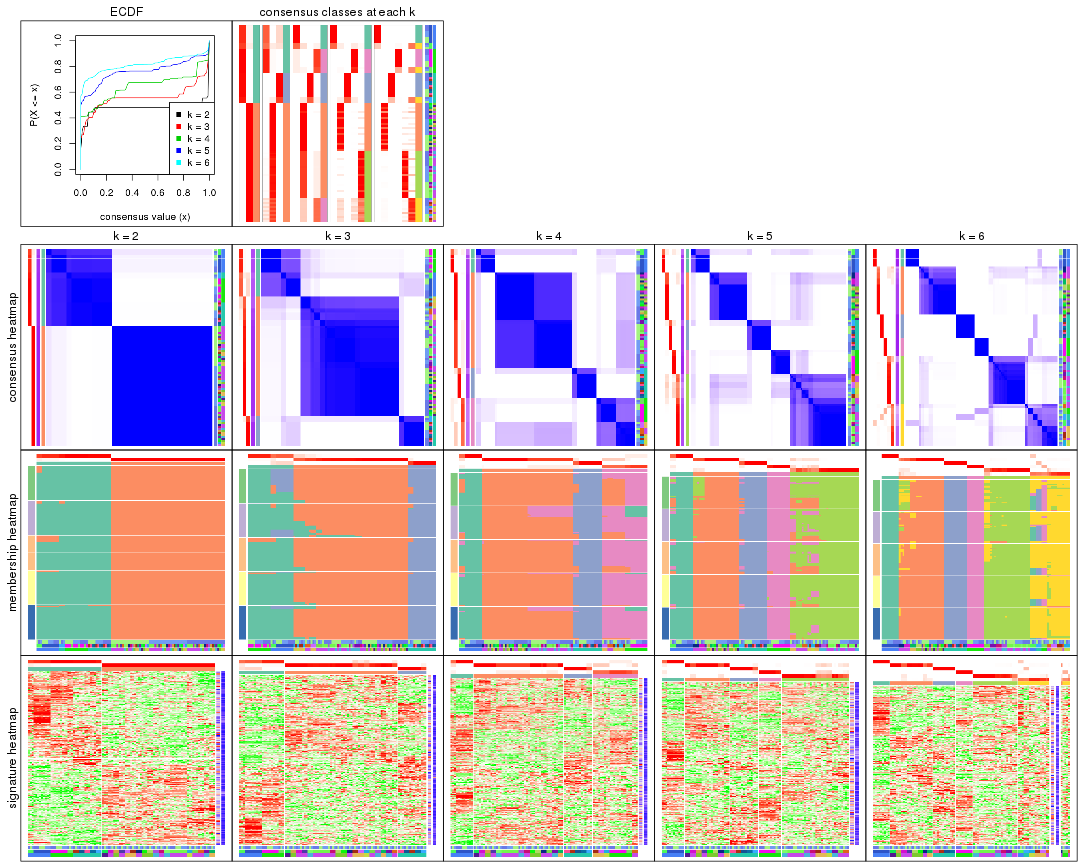 ECDF
consensus classes at each k
P(X <= x)
0.0 0.2 0.4 0.6 0.8 1.0
k = 2
k = 3
k = 4
k = 5
k = 6
0.0 0.2 0.4 0.6 0.8 1.0
consensus value (x)
k = 2 k = 3 k = 4 k = 5 k = 6
consensus heatmap
membership heatmap
signature heatmap